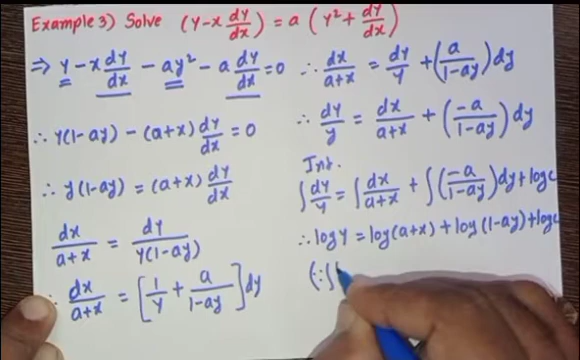 Example 3) Solve (y-x dy/dx) = a (y² + dy/dx)
⇒ y - x dy/dx - ay² - a dy/dx = 0
∴ y(1-ay) - (a+x) dy/dx = 0
∴ y(1-ay) = (a+x) dy/dx
dx/(a+x) = dy/(y(1-ay))
∴ dx/(a+x) = [1/y + a/(1-ay)] dy
∴ dx/(a+x) = dy/y + (a/(1-ay)) dy
∴ dy/y = dx/(a+x) + (-a/(1-ay)) dy
Int.
∫ dy/y = ∫ dx/(a+x) + ∫ (-a/(1-ay)) dy + log c
∴ log y = log(a+x) + log(1-ay) + log c
(∵ ∫